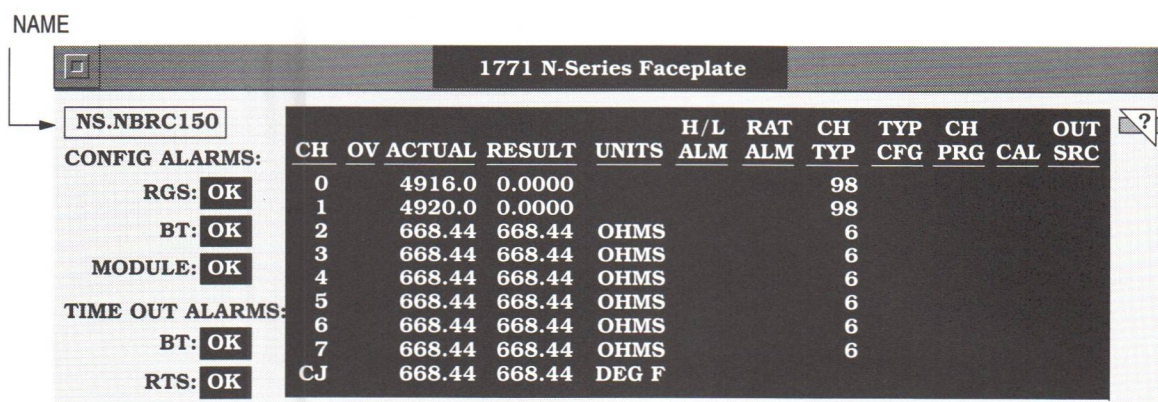 NAME
1771 N-Series Faceplate
?
NS.NBRC150
CONFIG ALARMS:
RGS: OK
BT: OK
MODULE: OK
TIME OUT ALARMS:
BT: OK
RTS: OK
H/L RAT CH TYP CH OUT
CH OV ACTUAL RESULT UNITS ALM ALM TYP CFG PRG CAL SRC
0 4916.0 0.0000 98
1 4920.0 0.0000 98
2 668.44 668.44 OHMS 6
3 668.44 668.44 OHMS 6
4 668.44 668.44 OHMS 6
5 668.44 668.44 OHMS 6
6 668.44 668.44 OHMS 6
7 668.44 668.44 OHMS 6
CJ 668.44 668.44 DEG F